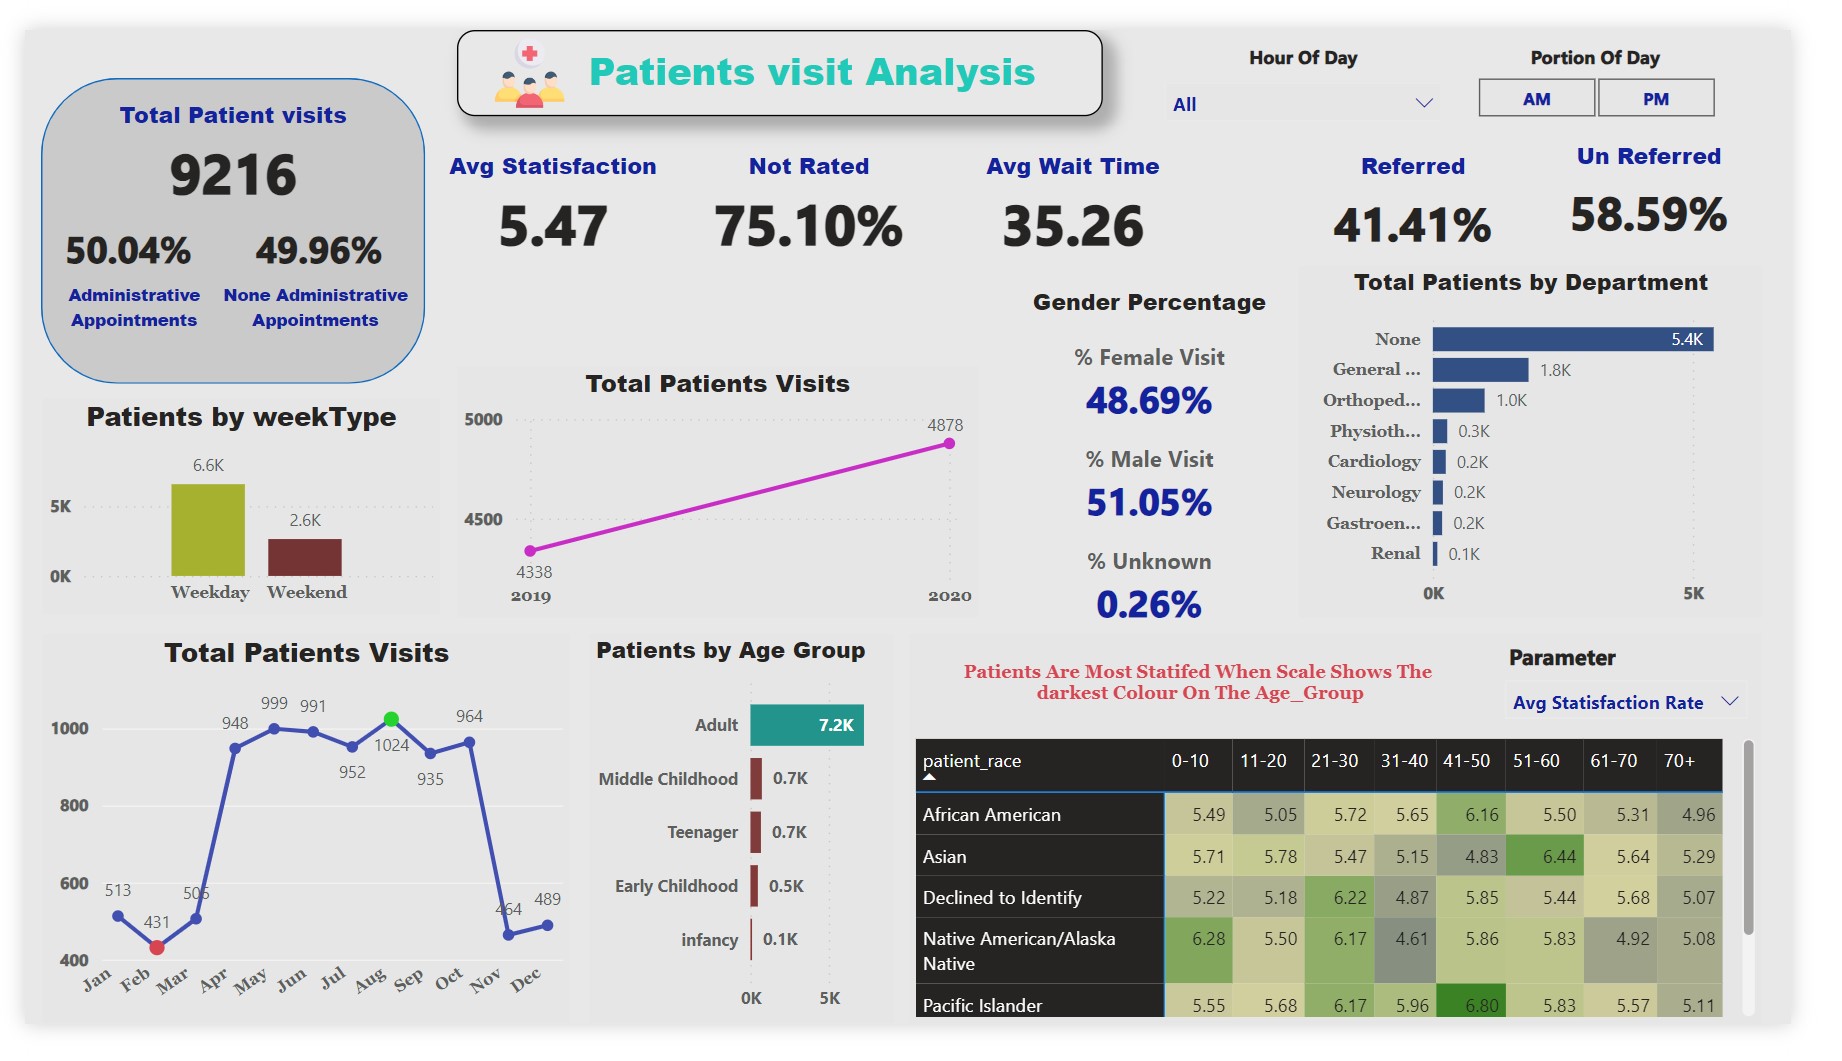 Patients visit Analysis
Hour Of Day
All
Portion Of Day
AM
PM
Total Patient visits
9216
50.04%
49.96%
Administrative
Appointments
None Administrative
Appointments
Avg Statisfaction
5.47
Not Rated
75.10%
Avg Wait Time
35.26
Referred
41.41%
Un Referred
58.59%
Patients by weekType
5K
0K
6.6K
2.6K
Weekday
Weekend
Total Patients Visits
5000
4500
4338
4878
2019
2020
Gender Percentage
% Female Visit
48.69%
% Male Visit
51.05%
% Unknown
0.26%
Total Patients by Department
None 5.4K
General ... 1.8K
Orthoped... 1.0K
Physioth... 0.3K
Cardiology 0.2K
Neurology 0.2K
Gastroen... 0.2K
Renal 0.1K
0K 5K
Total Patients Visits
1000
800
600
400
513
431
505
948
999
991
952
1024
935
964
464
489
Jan
Feb
Mar
Apr
May
Jun
Jul
Aug
Sep
Oct
Nov
Dec
Patients by Age Group
Adult 7.2K
Middle Childhood 0.7K
Teenager 0.7K
Early Childhood 0.5K
infancy 0.1K
0K 5K
Patients Are Most Statifed When Scale Shows The
darkest Colour On The Age_Group
Parameter
Avg Statisfaction Rate
patient_race 0-10 11-20 21-30 31-40 41-50 51-60 61-70 70+
African American 5.49 5.05 5.72 5.65 6.16 5.50 5.31 4.96
Asian 5.71 5.78 5.47 5.15 4.83 6.44 5.64 5.29
Declined to Identify 5.22 5.18 6.22 4.87 5.85 5.44 5.68 5.07
Native American/Alaska 6.28 5.50 6.17 4.61 5.86 5.83 4.92 5.08
Native
Pacific Islander 5.55 5.68 6.17 5.96 6.80 5.83 5.57 5.11